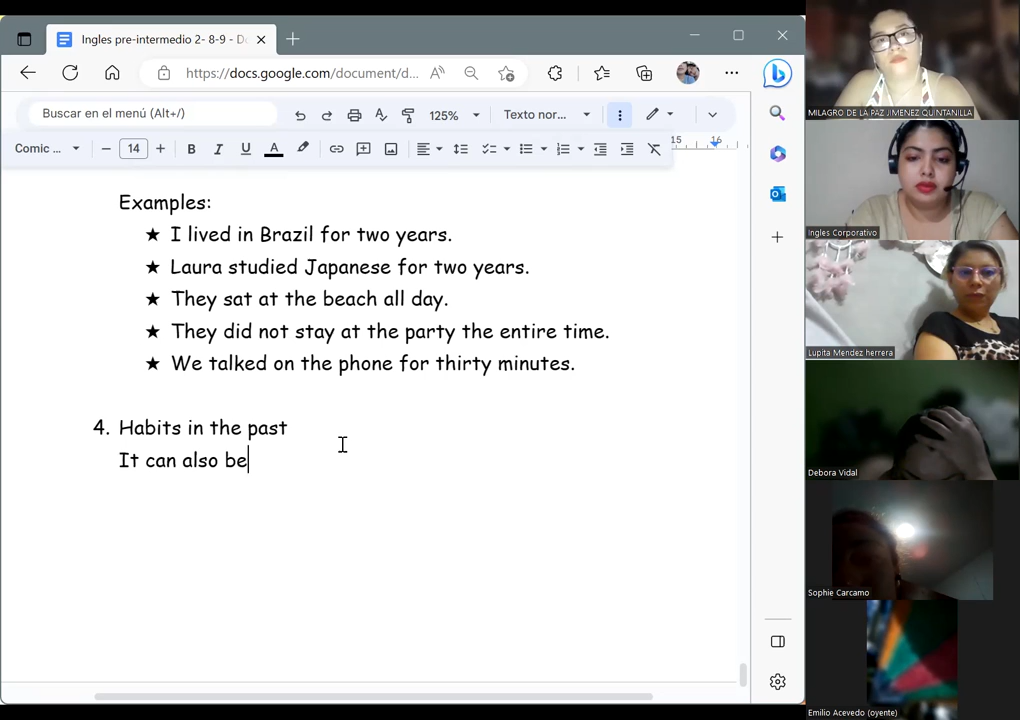 Ingles pre-intermedio 2- 8-9 - Do
https://docs.google.com/document/d...
Buscar en el menú (Alt+/)
125%
Texto nor...
Comic ...
14
15
16
Examples:
★ I lived in Brazil for two years.
★ Laura studied Japanese for two years.
★ They sat at the beach all day.
★ They did not stay at the party the entire time.
★ We talked on the phone for thirty minutes.
4. Habits in the past
It can also be
MILAGRO DE LA PAZ JIMENEZ QUINTANILLA
Ingles Corporativo
Lupita Mendez herrera
Debora Vidal
Sophie Carcamo
Emilio Acevedo (oyente)